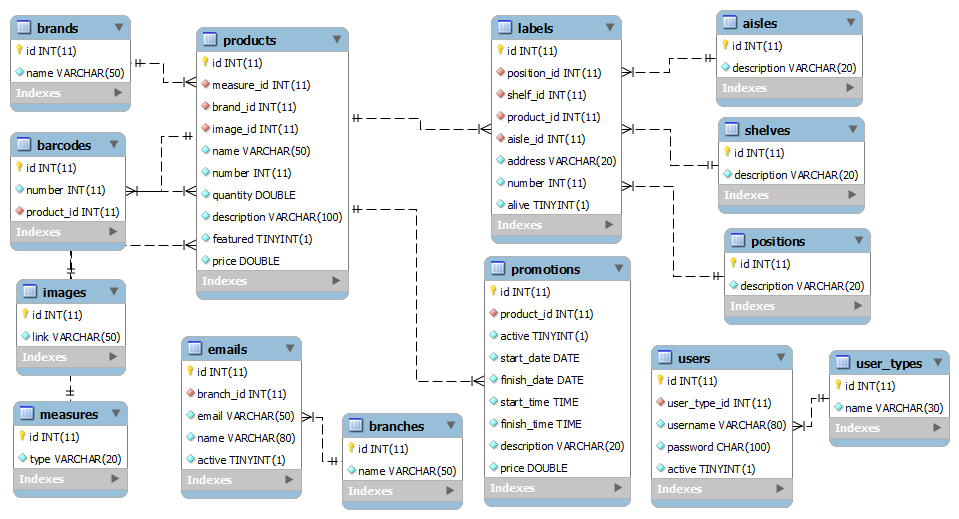 brands
id INT(11)
name VARCHAR(50)
Indexes
products
id INT(11)
measure_id INT(11)
brand_id INT(11)
image_id INT(11)
name VARCHAR(50)
number INT(11)
quantity DOUBLE
description VARCHAR(100)
featured TINYINT(1)
price DOUBLE
Indexes
labels
id INT(11)
position_id INT(11)
shelf_id INT(11)
product_id INT(11)
aisle_id INT(11)
address VARCHAR(20)
number INT(11)
alive TINYINT(1)
Indexes
aisles
id INT(11)
description VARCHAR(20)
Indexes
barcodes
id INT(11)
number INT(11)
product_id INT(11)
Indexes
shelves
id INT(11)
description VARCHAR(20)
Indexes
positions
id INT(11)
description VARCHAR(20)
Indexes
images
id INT(11)
link VARCHAR(50)
Indexes
promotions
id INT(11)
product_id INT(11)
active TINYINT(1)
start_date DATE
finish_date DATE
start_time TIME
finish_time TIME
description VARCHAR(20)
price DOUBLE
Indexes
emails
id INT(11)
branch_id INT(11)
email VARCHAR(50)
name VARCHAR(80)
active TINYINT(1)
Indexes
users
id INT(11)
user_type_id INT(11)
username VARCHAR(80)
password CHAR(100)
active TINYINT(1)
Indexes
user_types
id INT(11)
name VARCHAR(30)
Indexes
measures
id INT(11)
type VARCHAR(20)
Indexes
branches
id INT(11)
name VARCHAR(50)
Indexes